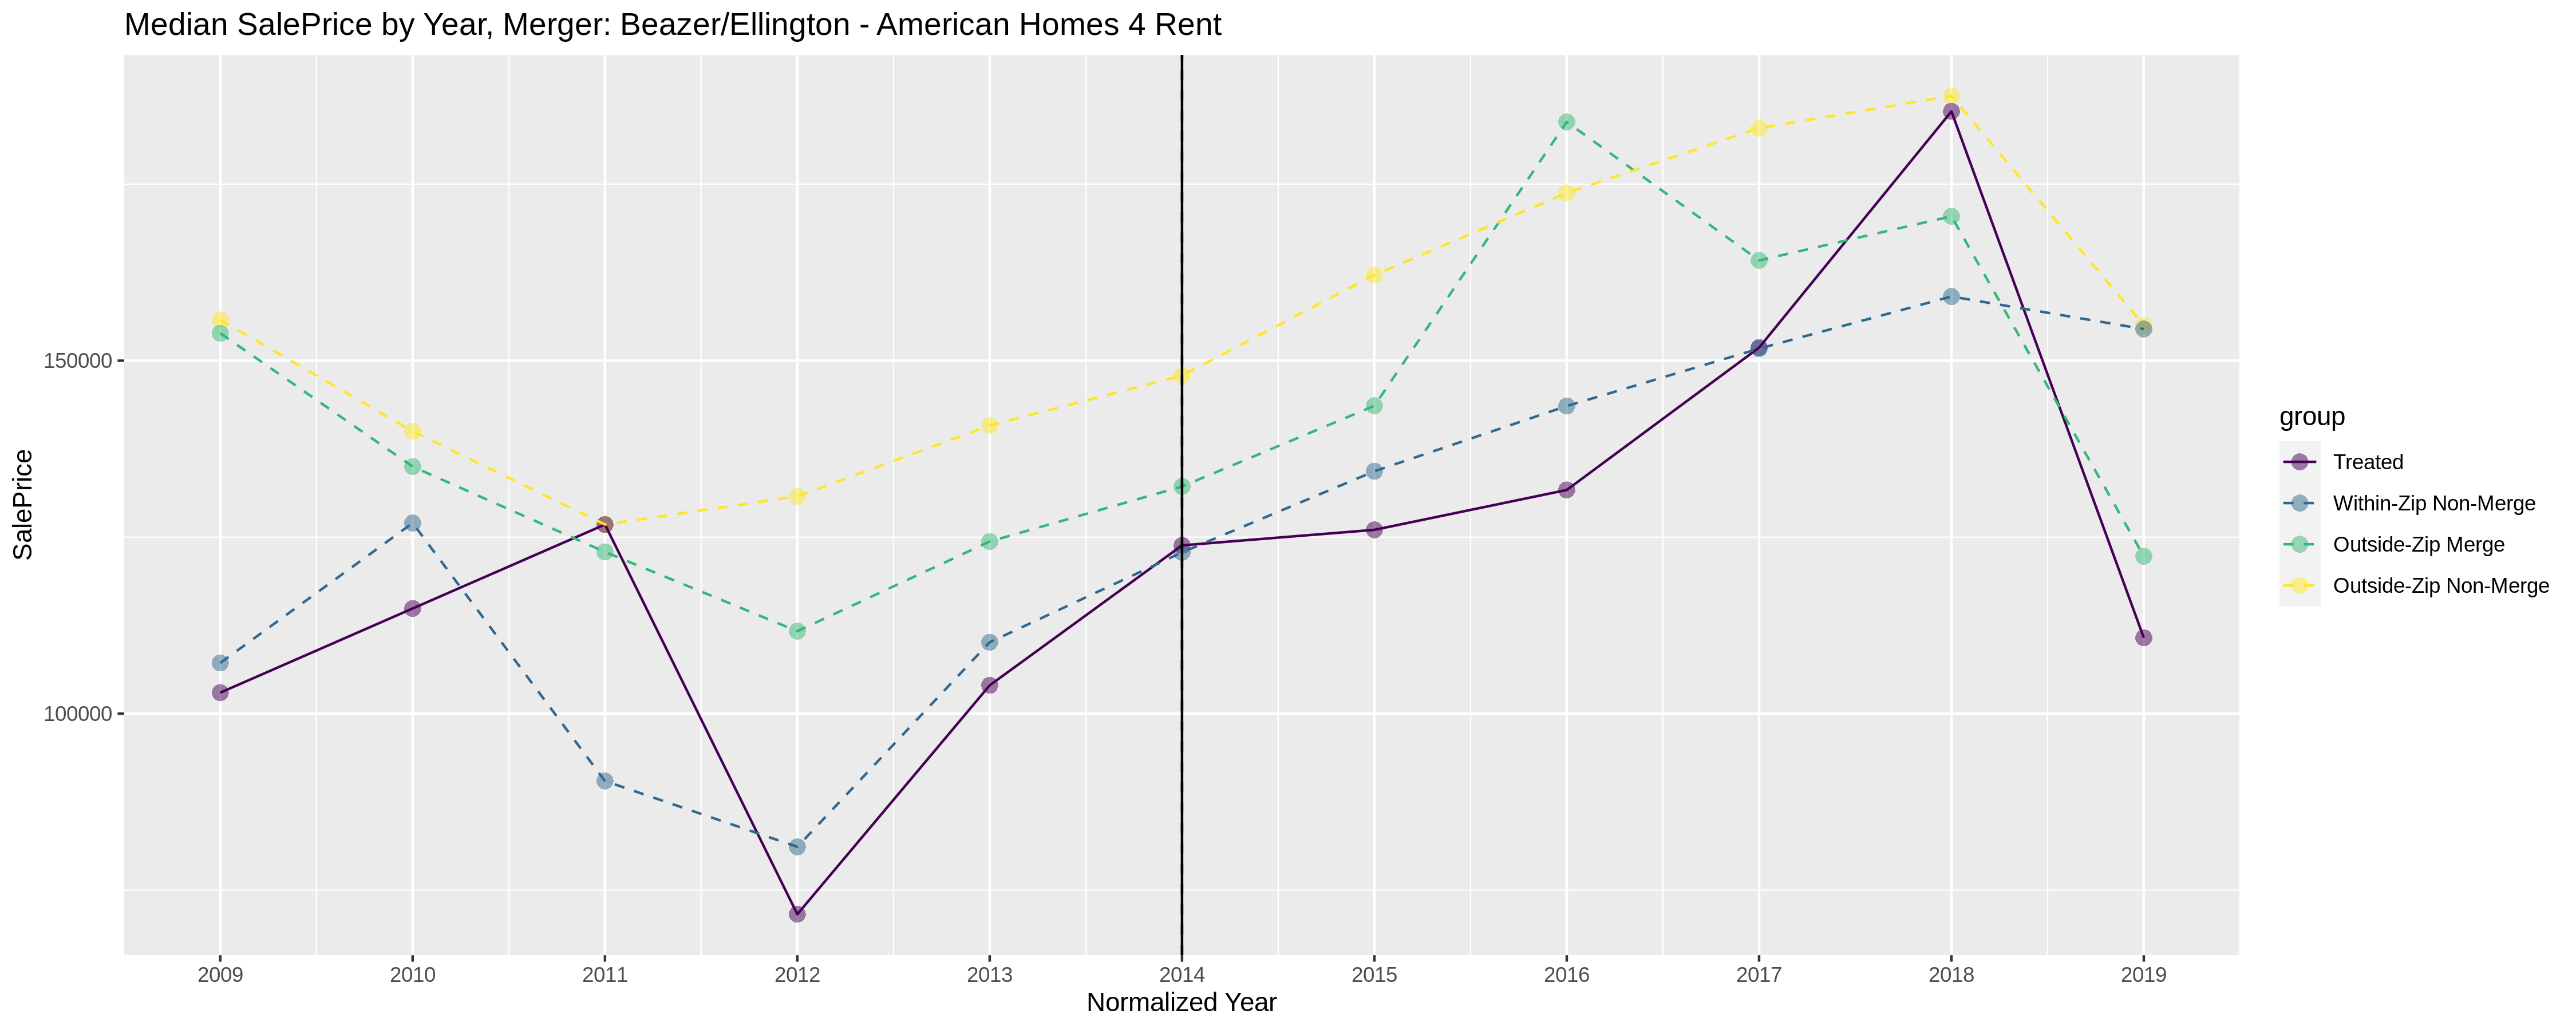 Median SalePrice by Year, Merger: Beazer/Ellington - American Homes 4 Rent
SalePrice
150000
100000
2009 2010 2011 2012 2013 2014 2015 2016 2017 2018 2019
Normalized Year
group
Treated
Within-Zip Non-Merge
Outside-Zip Merge
Outside-Zip Non-Merge